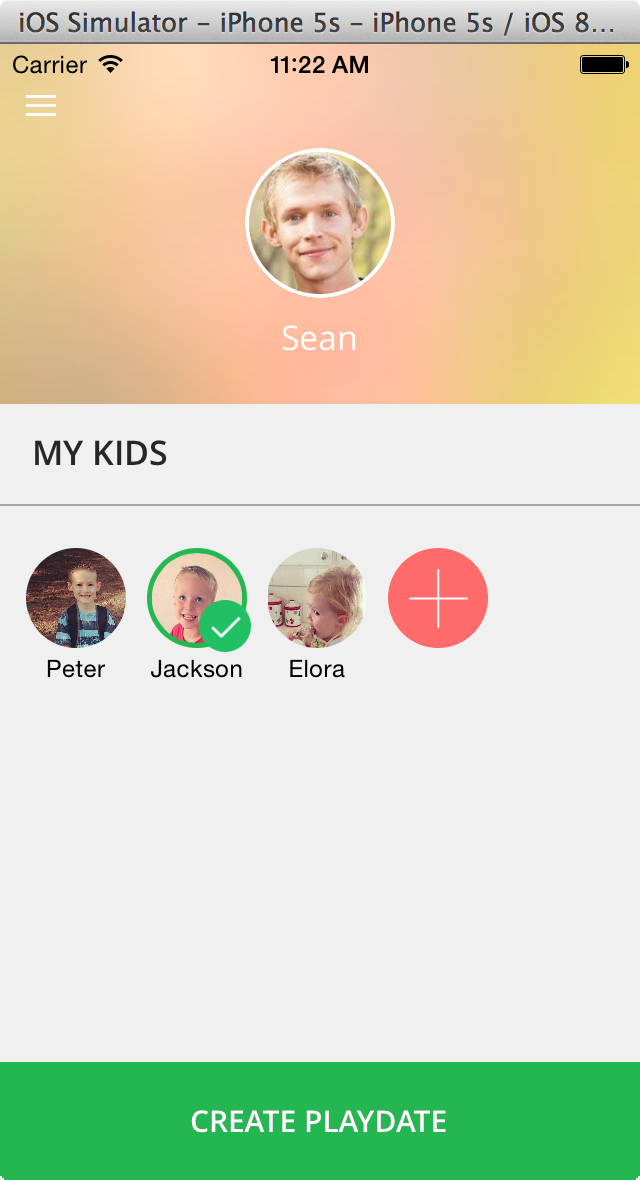 iOS Simulator – iPhone 5s – iPhone 5s / iOS 8...
Carrier 11:22 AM
Sean
MY KIDS
Peter Jackson Elora
CREATE PLAYDATE